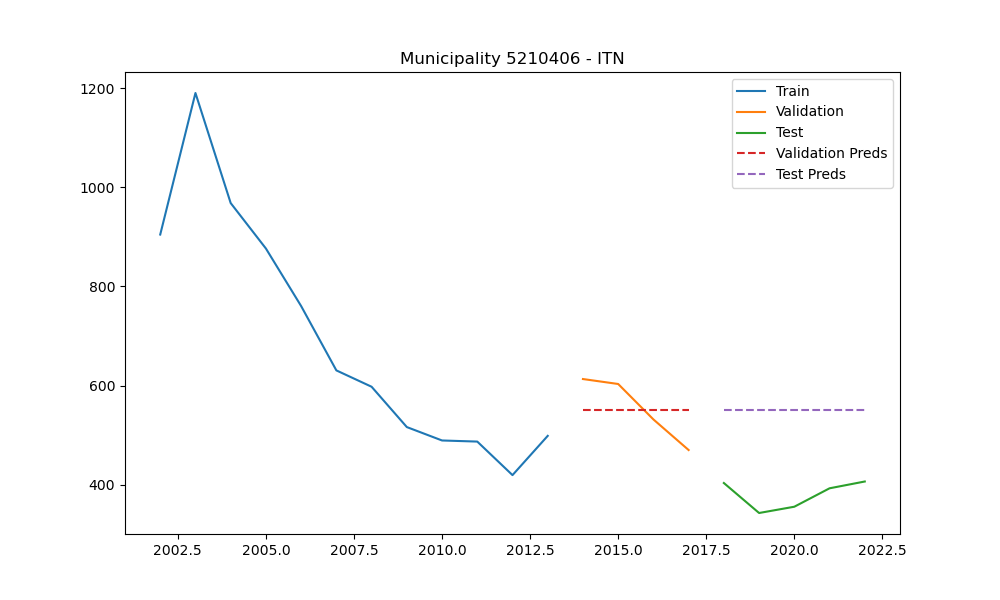 Municipality 5210406 - ITN
1200
1000
800
600
400
Train
Validation
Test
Validation Preds
Test Preds
2002.5 2005.0 2007.5 2010.0 2012.5 2015.0 2017.5 2020.0 2022.5